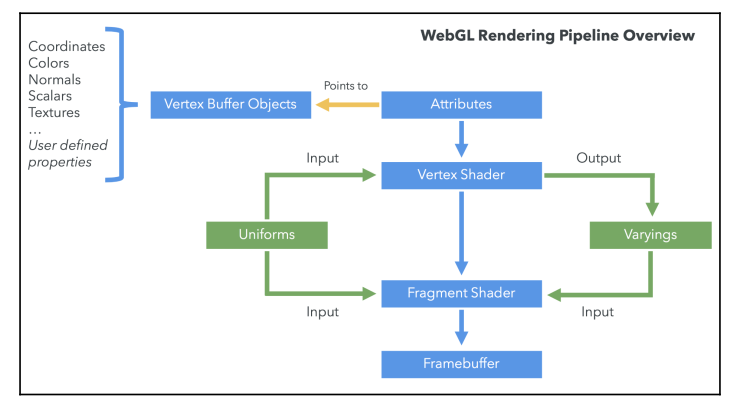 WebGL Rendering Pipeline Overview
Coordinates
Colors
Normals
Scalars
Textures
…
User defined
properties
Vertex Buffer Objects
Points to
Attributes
Input
Vertex Shader
Output
Uniforms
Varyings
Input
Fragment Shader
Input
Framebuffer